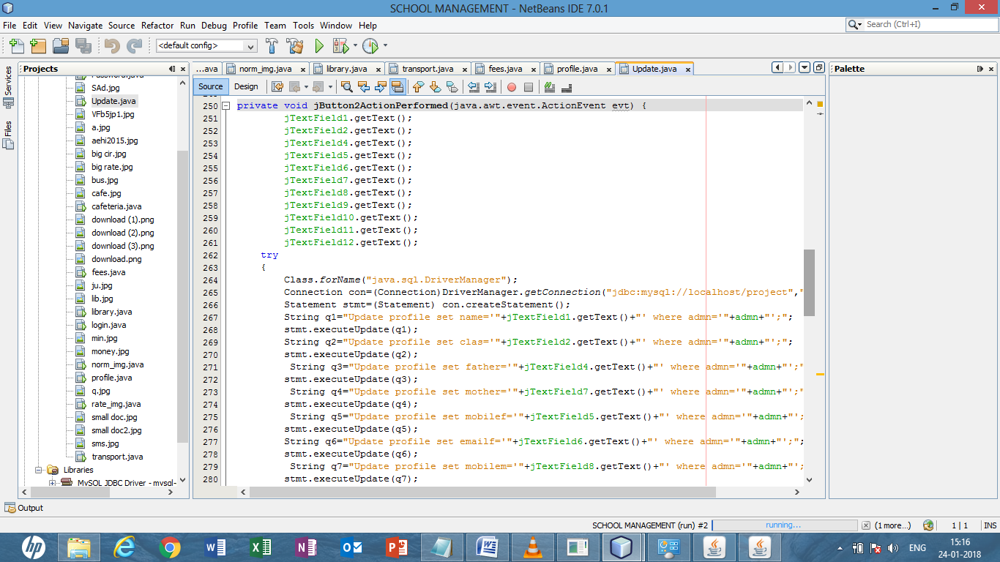 SCHOOL MANAGEMENT - NetBeans IDE 7.0.1
File Edit View Navigate Source Refactor Run Debug Profile Team Tools Window Help
Search (Ctrl+I)
<default config>
Services
Files
Projects
Password.java
SAd.jpg
Update.java
VFb5jp1.jpg
a.jpg
aehi2015.jpg
big cir.jpg
big rate.jpg
bus.jpg
cafe.jpg
cafeteria.java
download (1).png
download (2).png
download (3).png
download.png
fees.java
ju.jpg
lib.jpg
library.java
login.java
min.jpg
money.jpg
norm_img.java
profile.java
q.jpg
rate_img.java
small doc.jpg
small doc2.jpg
sms.jpg
transport.java
Libraries
MySQL JDBC Driver - mysql-
...ava norm_img.java library.java transport.java fees.java profile.java Update.java
Source Design
250 private void jButton2ActionPerformed(java.awt.event.ActionEvent evt) {
251 jTextField1.getText();
252 jTextField2.getText();
253 jTextField4.getText();
254 jTextField5.getText();
255 jTextField6.getText();
256 jTextField7.getText();
257 jTextField8.getText();
258 jTextField9.getText();
259 jTextField10.getText();
260 jTextField11.getText();
261 jTextField12.getText();
262 try
263 {
264 Class.forName("java.sql.DriverManager");
265 Connection con=(Connection)DriverManager.getConnection("jdbc:mysql://localhost/project","
266 Statement stmt=(Statement) con.createStatement();
267 String q1="Update profile set name='"+jTextField1.getText()+"' where admn='"+admn+"';";
268 stmt.executeUpdate(q1);
269 String q2="Update profile set clas='"+jTextField2.getText()+"' where admn='"+admn+"';";
270 stmt.executeUpdate(q2);
271 String q3="Update profile set father='"+jTextField4.getText()+"' where admn='"+admn+"';"
272 stmt.executeUpdate(q3);
273 String q4="Update profile set mother='"+jTextField7.getText()+"' where admn='"+admn+"';"
274 stmt.executeUpdate(q4);
275 String q5="Update profile set mobilef='"+jTextField5.getText()+"' where admn='"+admn+"';
276 stmt.executeUpdate(q5);
277 String q6="Update profile set emailf='"+jTextField6.getText()+"' where admn='"+admn+"';";
278 stmt.executeUpdate(q6);
279 String q7="Update profile set mobilem='"+jTextField8.getText()+"' where admn='"+admn+"';
280 stmt.executeUpdate(q7);
Palette
Output
SCHOOL MANAGEMENT (run) #2 running... (1 more...) 1 | 1 INS
ENG
15:16
24-01-2018